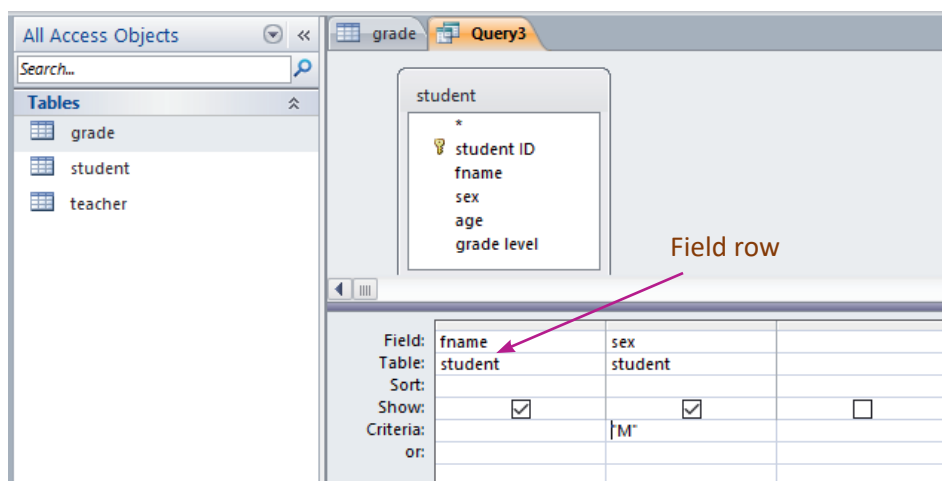 All Access Objects
Search...
Tables
grade
student
teacher
grade
Query3
student
*
student ID
fname
sex
age
grade level
Field row
Field: fname sex
Table: student student
Sort:
Show:
Criteria: "M"
or: